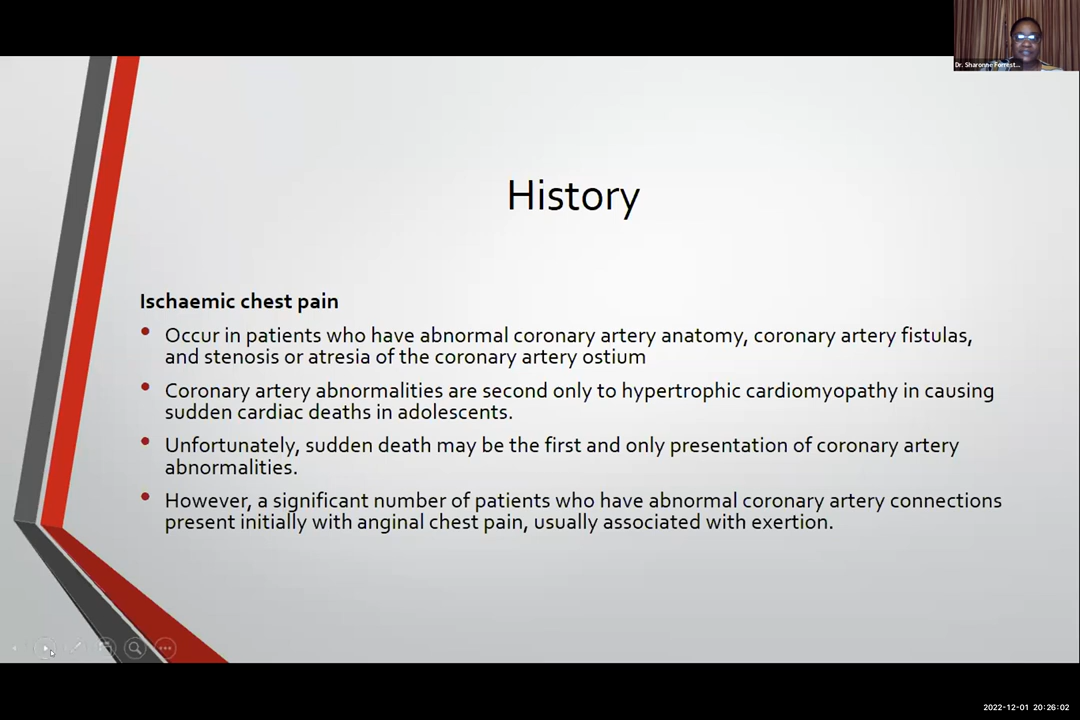 Dr. Sharonne Forrest...
History
Ischaemic chest pain
• Occur in patients who have abnormal coronary artery anatomy, coronary artery fistulas,
and stenosis or atresia of the coronary artery ostium
• Coronary artery abnormalities are second only to hypertrophic cardiomyopathy in causing
sudden cardiac deaths in adolescents.
• Unfortunately, sudden death may be the first and only presentation of coronary artery
abnormalities.
• However, a significant number of patients who have abnormal coronary artery connections
present initially with anginal chest pain, usually associated with exertion.
2022-12-01 20:26:02